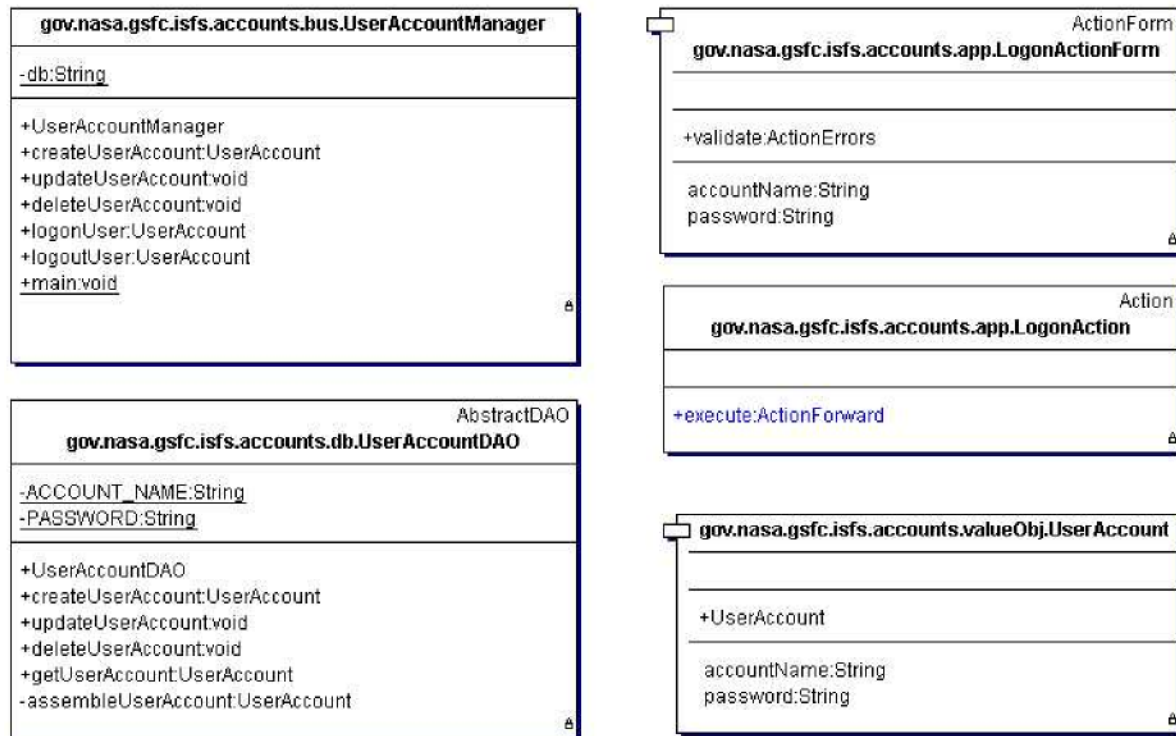 gov.nasa.gsfc.isfs.accounts.bus.UserAccountManager
-db:String
+UserAccountManager
+createUserAccount:UserAccount
+updateUserAccount:void
+deleteUserAccount:void
+logonUser:UserAccount
+logoutUser:UserAccount
+main:void
AbstractDAO
gov.nasa.gsfc.isfs.accounts.db.UserAccountDAO
-ACCOUNT_NAME:String
-PASSWORD:String
+UserAccountDAO
+createUserAccount:UserAccount
+updateUserAccount:void
+deleteUserAccount:void
+getUserAccount:UserAccount
-assembleUserAccount:UserAccount
ActionForm
gov.nasa.gsfc.isfs.accounts.app.LogonActionForm
+validate:ActionErrors
accountName:String
password:String
Action
gov.nasa.gsfc.isfs.accounts.app.LogonAction
+execute:ActionForward
gov.nasa.gsfc.isfs.accounts.valueObj.UserAccount
+UserAccount
accountName:String
password:String